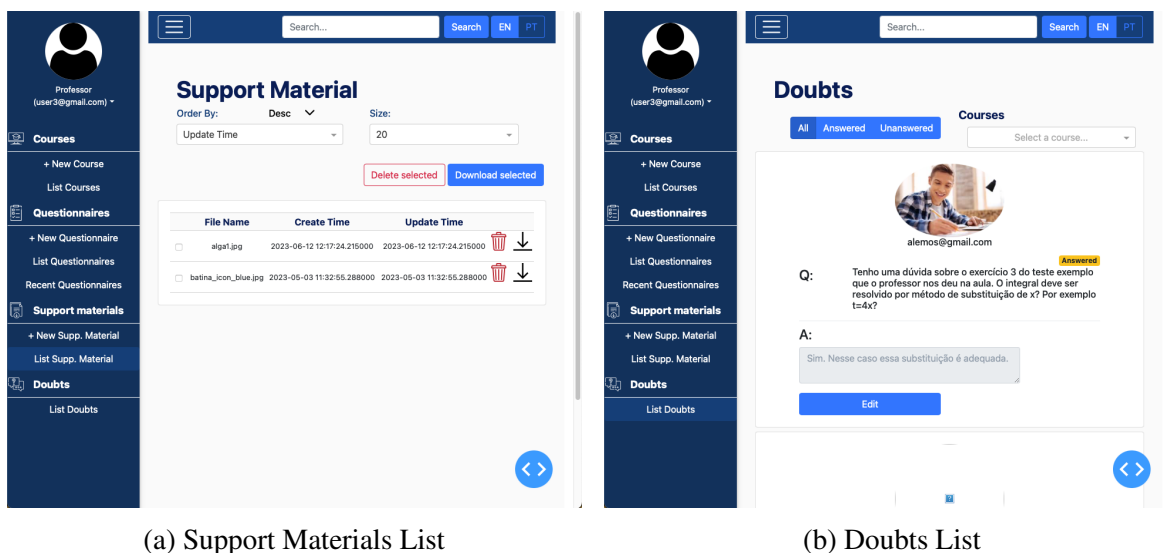 Search... Search EN PT
Professor
(user3@gmail.com)
Courses
+ New Course
List Courses
Questionnaires
+ New Questionnaire
List Questionnaires
Recent Questionnaires
Support materials
+ New Supp. Material
List Supp. Material
Doubts
List Doubts
Support Material
Order By: Desc Size:
Update Time 20
Delete selected Download selected
File Name Create Time Update Time
alga1.jpg 2023-06-12 12:17:24.215000 2023-06-12 12:17:24.215000
batina_icon_blue.jpg 2023-05-03 11:32:55.288000 2023-05-03 11:32:55.288000
(a) Support Materials List
Search... Search EN PT
Professor
(user3@gmail.com)
Courses
+ New Course
List Courses
Questionnaires
+ New Questionnaire
List Questionnaires
Recent Questionnaires
Support materials
+ New Supp. Material
List Supp. Material
Doubts
List Doubts
Doubts
Courses
All Answered Unanswered
Select a course...
alemos@gmail.com
Answered
Q: Tenho uma dúvida sobre o exercício 3 do teste exemplo
que o professor nos deu na aula. O integral deve ser
resolvido por método de substituição de x? Por exemplo
t=4x?
A:
Sim. Nesse caso essa substituição é adequada.
Edit
(b) Doubts List